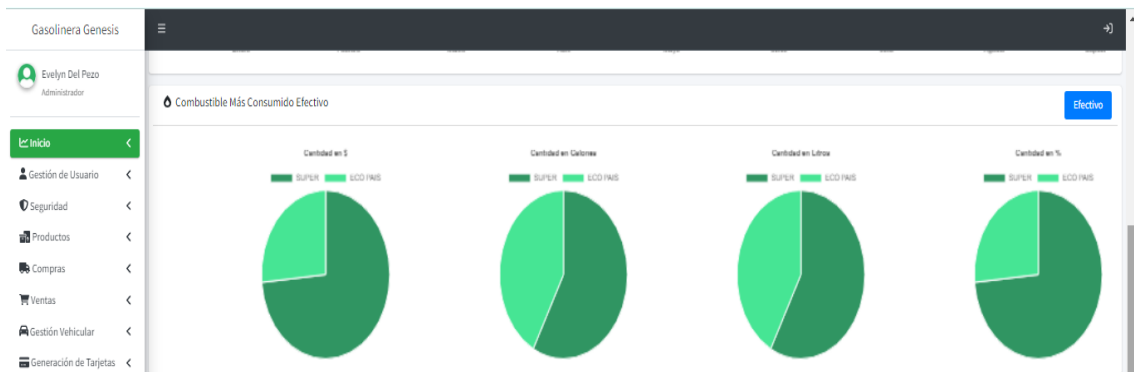 Gasolinera Genesis
Evelyn Del Pezo
Administrador
Inicio
Gestión de Usuario
Seguridad
Productos
Compras
Ventas
Gestión Vehicular
Generación de Tarjetas
Combustible Más Consumido Efectivo
Efectivo
Cantidad en $
SUPER ECO PAIS
Cantidad en Galones
SUPER ECO PAIS
Cantidad en Litros
SUPER ECO PAIS
Cantidad en %
SUPER ECO PAIS